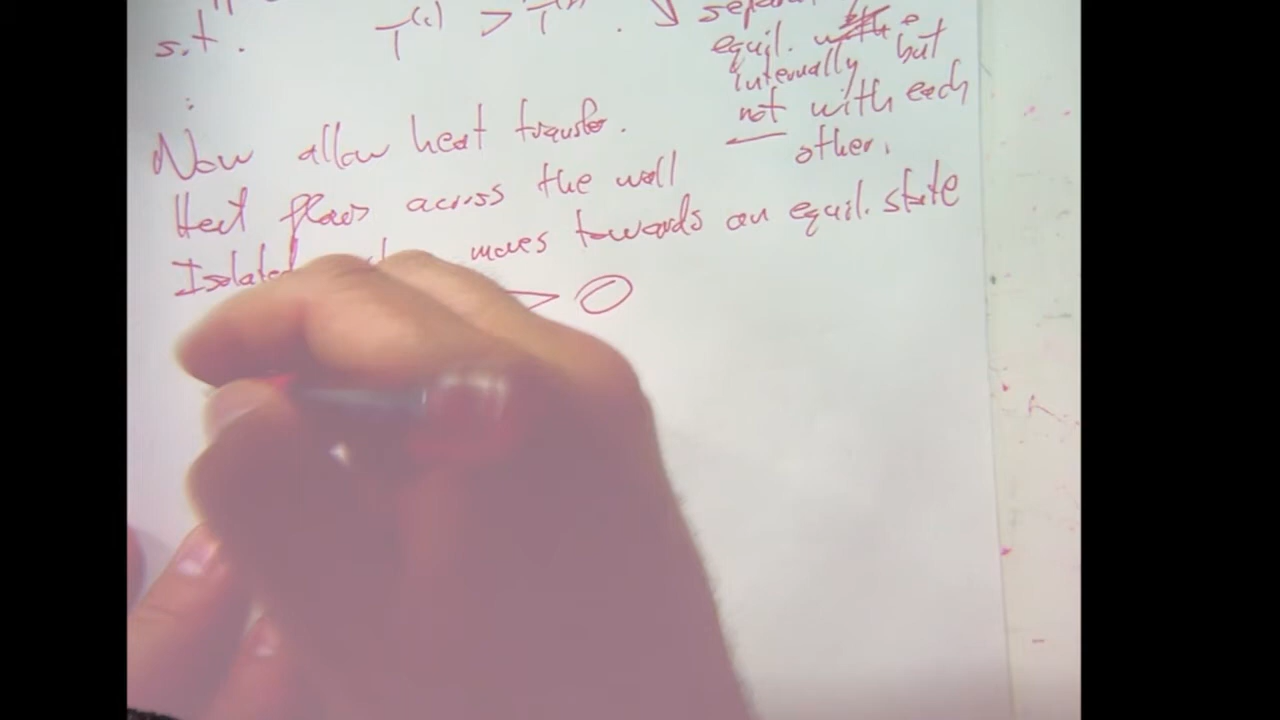 s.t. T^(1) > T^(2).
equil. but
internally
not with each
other.
Now allow heat transfer.
Heat flows across the wall
Isolated moves towards an equil. state
> 0